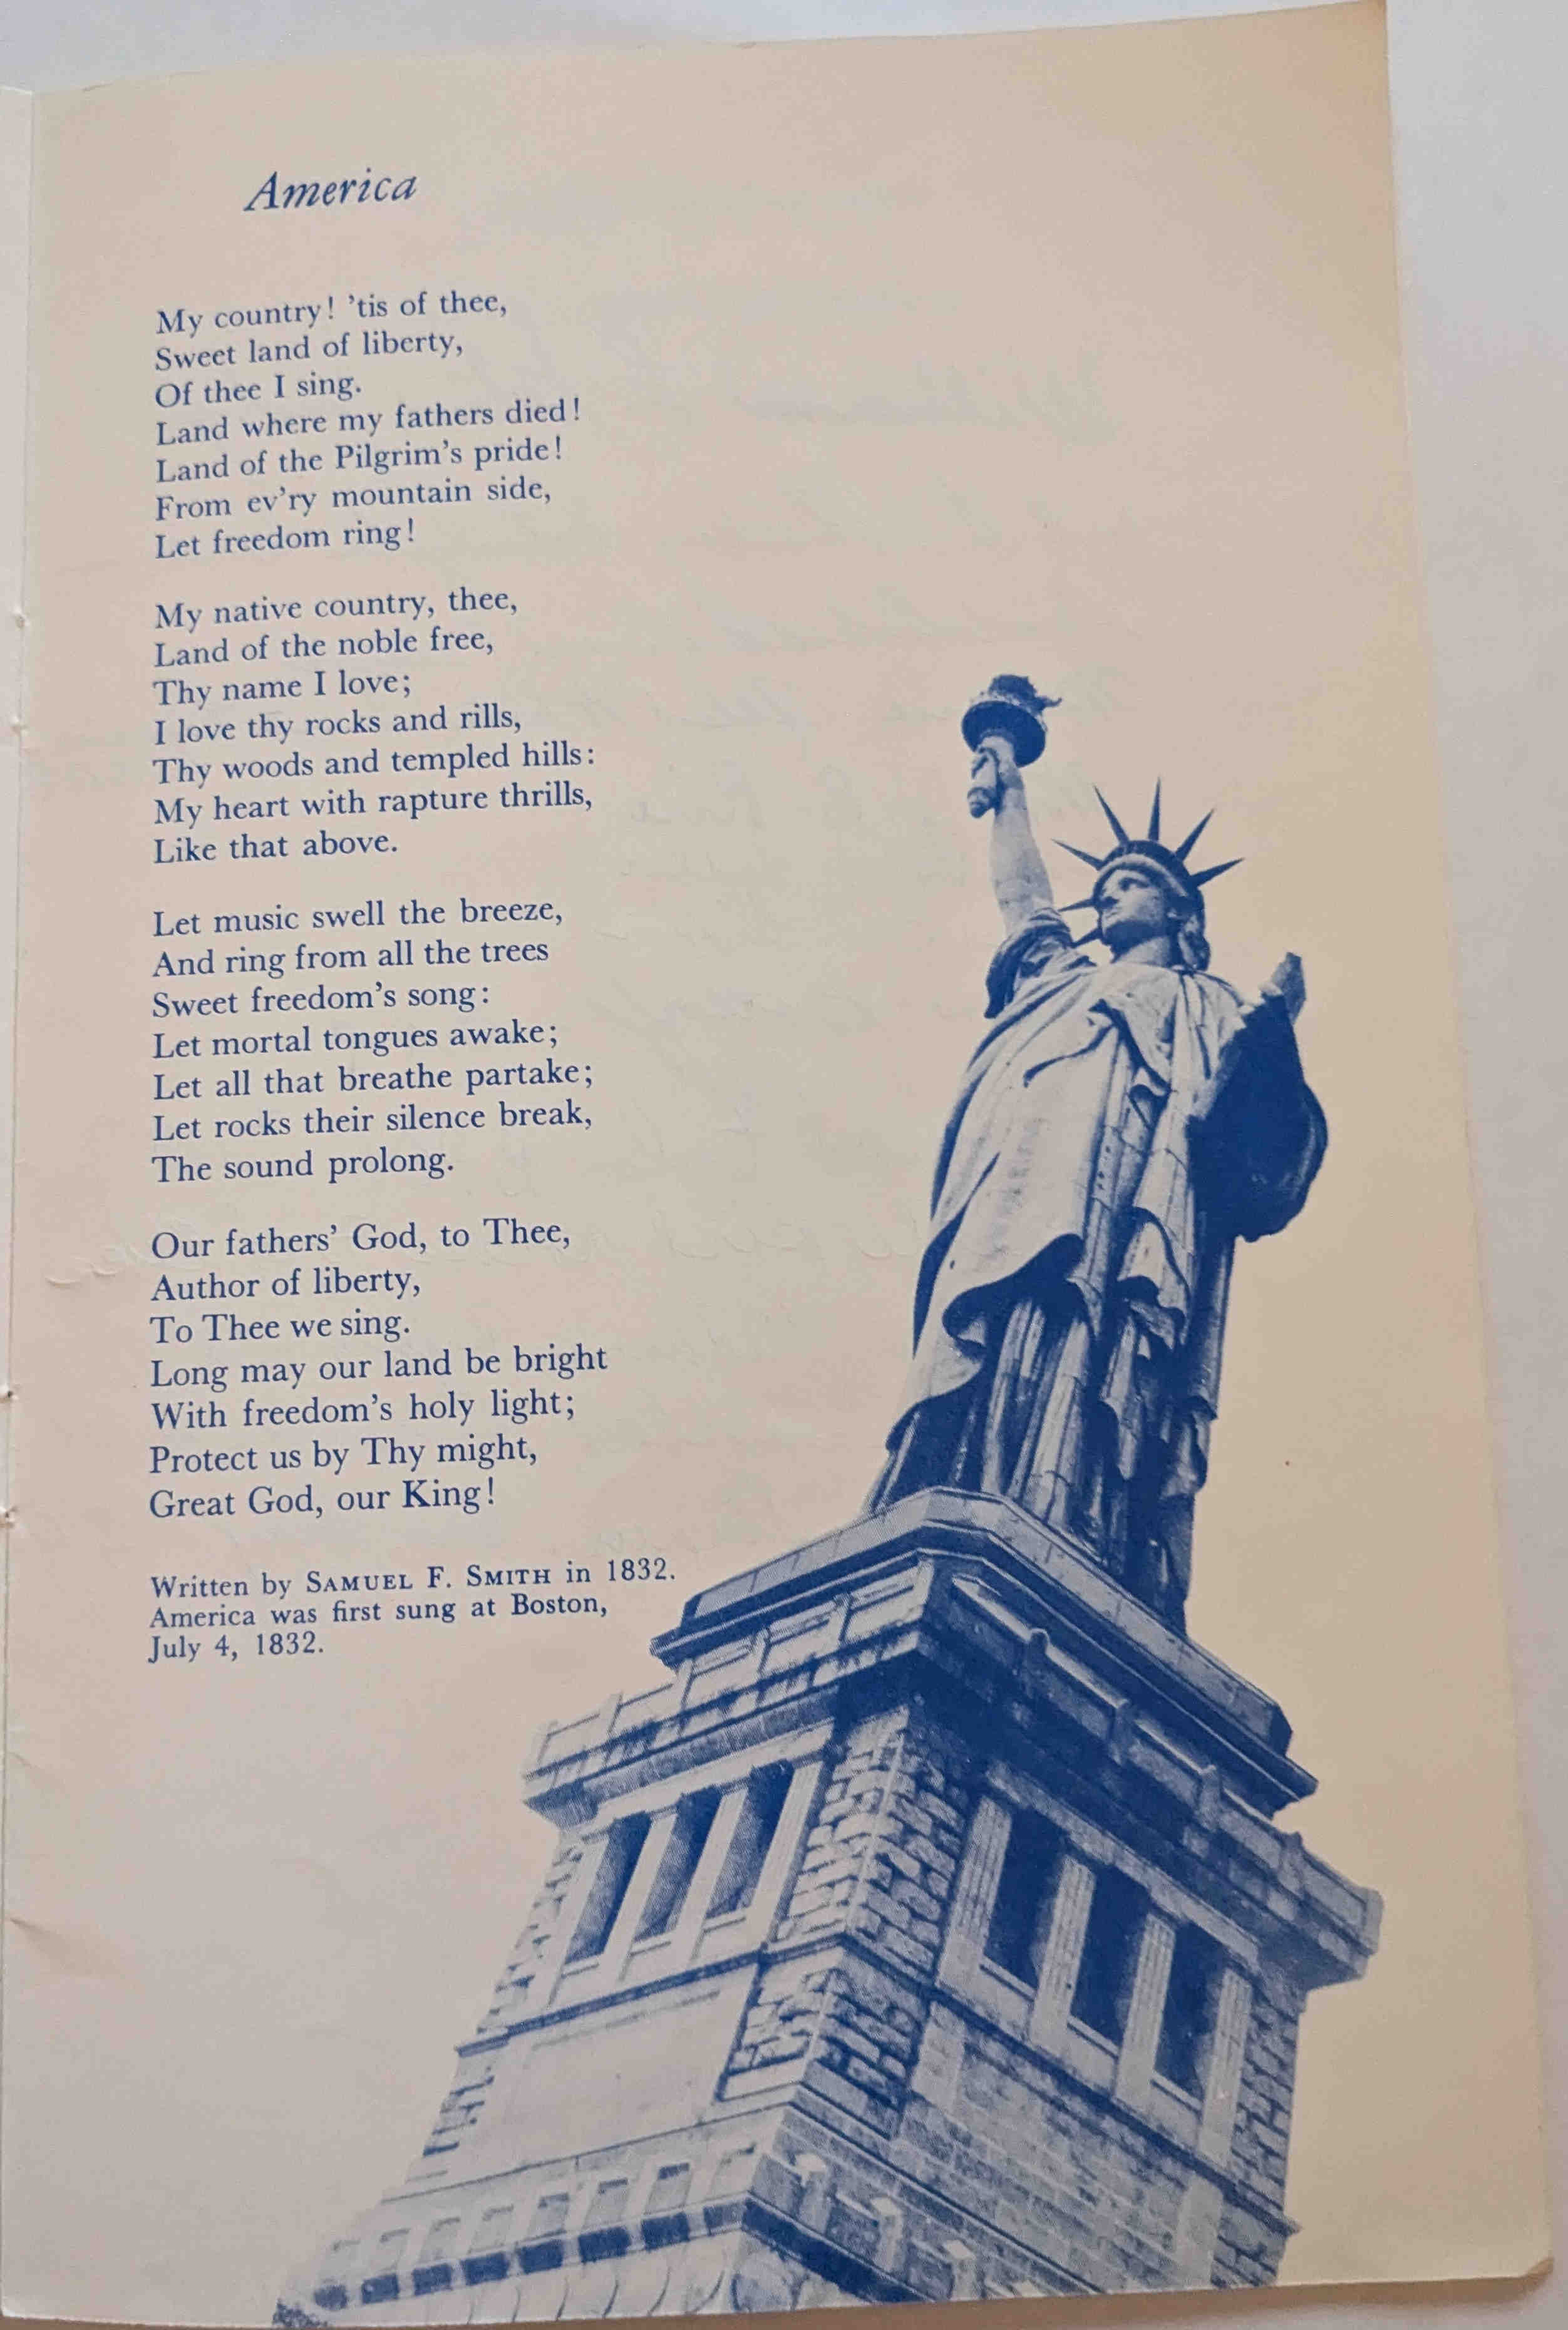 America
My country! 'tis of thee,
Sweet land of liberty,
Of thee I sing.
Land where my fathers died!
Land of the Pilgrim's pride!
From ev'ry mountain side,
Let freedom ring!
My native country, thee,
Land of the noble free,
Thy name I love;
I love thy rocks and rills,
Thy woods and templed hills:
My heart with rapture thrills,
Like that above.
Let music swell the breeze,
And ring from all the trees
Sweet freedom's song:
Let mortal tongues awake;
Let all that breathe partake;
Let rocks their silence break,
The sound prolong.
Our fathers' God, to Thee,
Author of liberty,
To Thee we sing.
Long may our land be bright
With freedom's holy light;
Protect us by Thy might,
Great God, our King!
Written by SAMUEL F. SMITH in 1832.
America was first sung at Boston,
July 4, 1832.